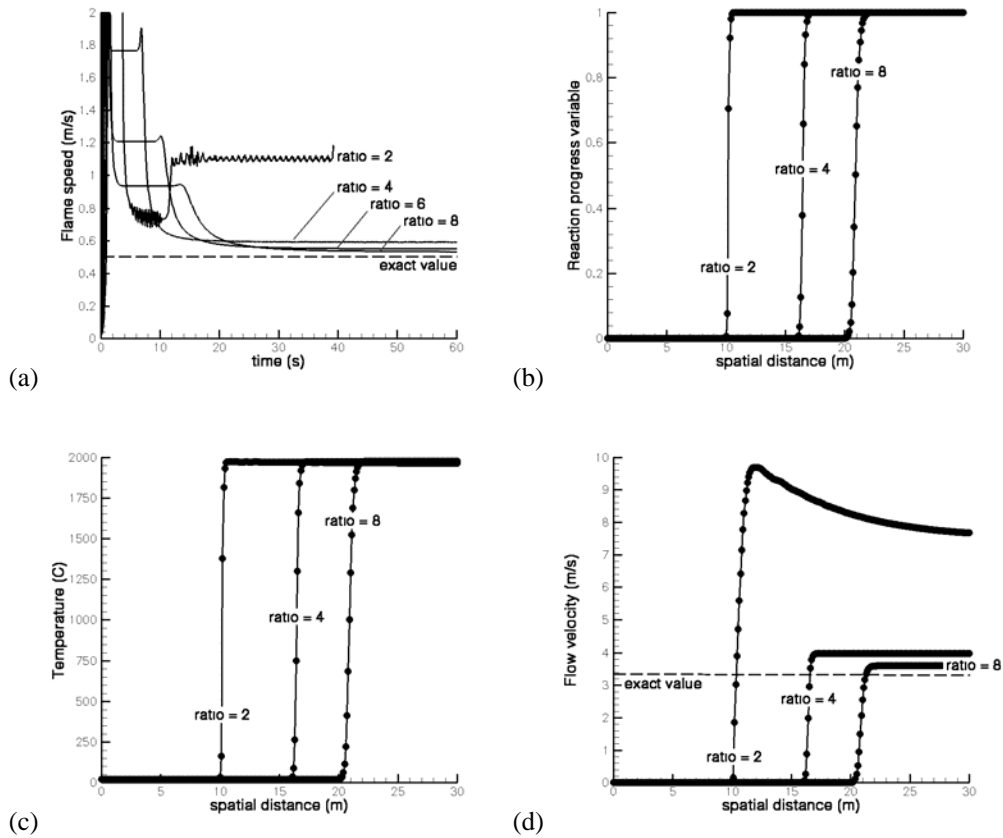 2
1.8
1.6
1.4
1.2
1
0.8
0.6
0.4
0.2
0
Flame speed (m/s)
ratio = 2
ratio = 4
ratio = 6
ratio = 8
exact value
0 10 20 30 40 50 60
time (s)
(a)
1
0.8
0.6
0.4
0.2
0
Reaction progress variable
ratio = 8
ratio = 4
ratio = 2
0 5 10 15 20 25 30
spatial distance (m)
(b)
2000
1750
1500
1250
1000
750
500
250
0
Temperature (C)
ratio = 8
ratio = 4
ratio = 2
0 5 10 15 20 25 30
spatial distance (m)
(c)
10
9
8
7
6
5
4
3
2
1
0
Flow velocity (m/s)
ratio = 8
exact value
ratio = 4
ratio = 2
0 5 10 15 20 25 30
spatial distance (m)
(d)